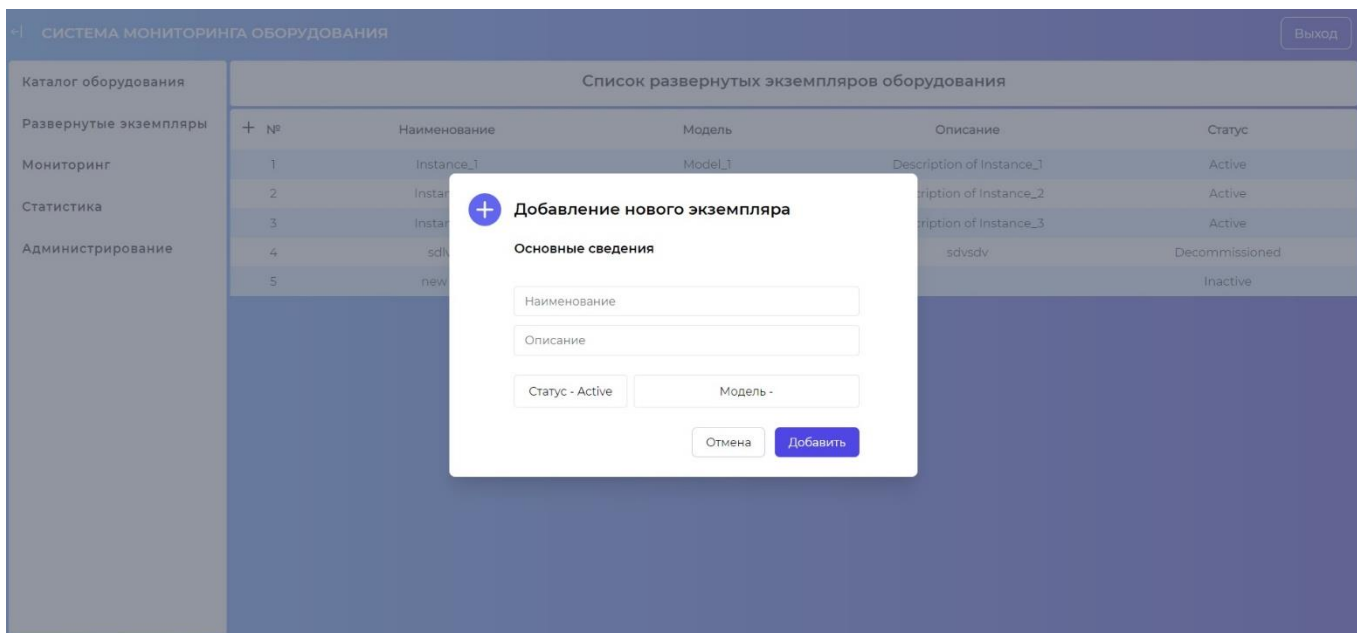 СИСТЕМА МОНИТОРИНГА ОБОРУДОВАНИЯ
Выход
Каталог оборудования
Развернутые экземпляры
Мониторинг
Статистика
Администрирование
Список развернутых экземпляров оборудования
+ № Наименование Модель Описание Статус
1 Instance_1 Model_1 Description of Instance_1 Active
2 Active
3 Active
4 sdvsdv Decommissioned
5 new Inactive
Добавление нового экземпляра
Основные сведения
Наименование
Описание
Статус - Active
Модель -
Отмена
Добавить